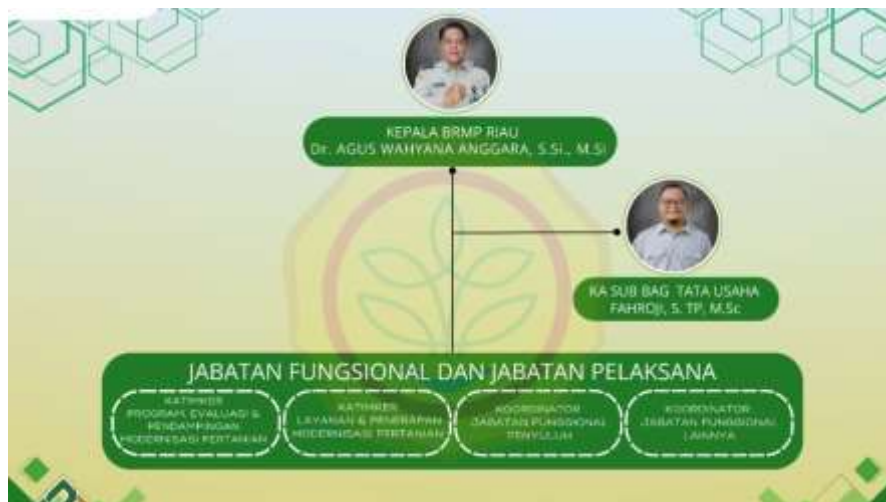 KEPALA BRMP RIAU
Dr. AGUS WAHYANA ANGGARA, S.Si., M.Si
KA SUB BAG TATA USAHA
FAHROJI, S. TP, M.Sc
JABATAN FUNGSIONAL DAN JABATAN PELAKSANA
KATIMKER
PROGRAM, EVALUASI &
PENDAMPINGAN
MODERNISASI PERTANIAN
KATIMKER
LAYANAN & PENERAPAN
MODERNISASI PERTANIAN
KOORDINATOR
JABATAN FUNGSIONAL
PENYULUH
KOORDINATOR
JABATAN FUNGSIONAL
LAINNYA